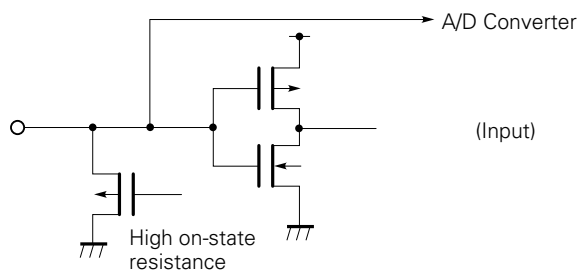 A/D Converter
(Input)
High on-state
resistance